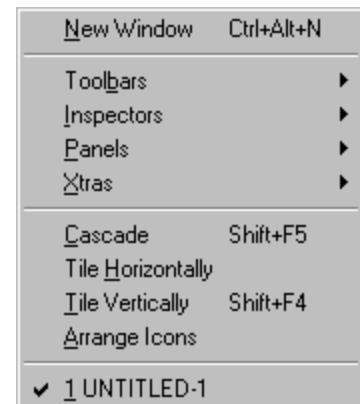 New Window Ctrl+Alt+N
Toolbars
Inspectors
Panels
Xtras
Cascade Shift+F5
Tile Horizontally
Tile Vertically Shift+F4
Arrange Icons
1 UNTITLED-1